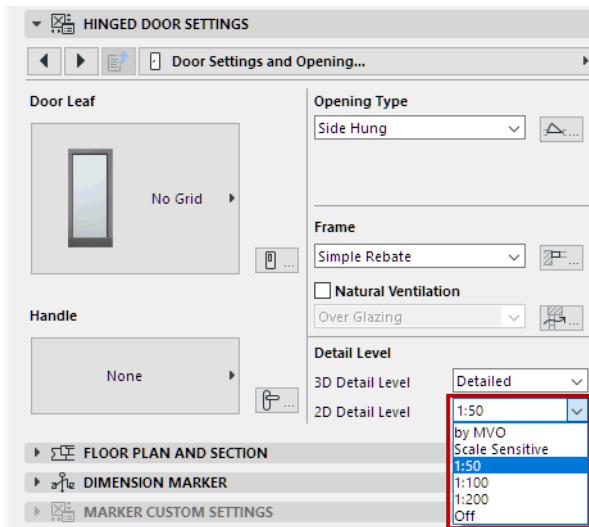 HINGED DOOR SETTINGS
Door Settings and Opening...
Door Leaf
No Grid
...
Handle
None
...
Opening Type
Side Hung
...
Frame
Simple Rebate
...
Natural Ventilation
Over Glazing
...
Detail Level
3D Detail Level Detailed
2D Detail Level 1:50
by MVO
Scale Sensitive
1:50
1:100
1:200
Off
FLOOR PLAN AND SECTION
DIMENSION MARKER
MARKER CUSTOM SETTINGS